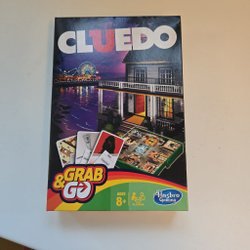 CLUEDO
GRAB
& GO
AGES
8+
Hasbro
Gaming